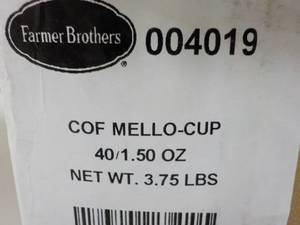 Farmer Brothers® 004019
COF MELLO-CUP
40/1.50 OZ
NET WT. 3.75 LBS